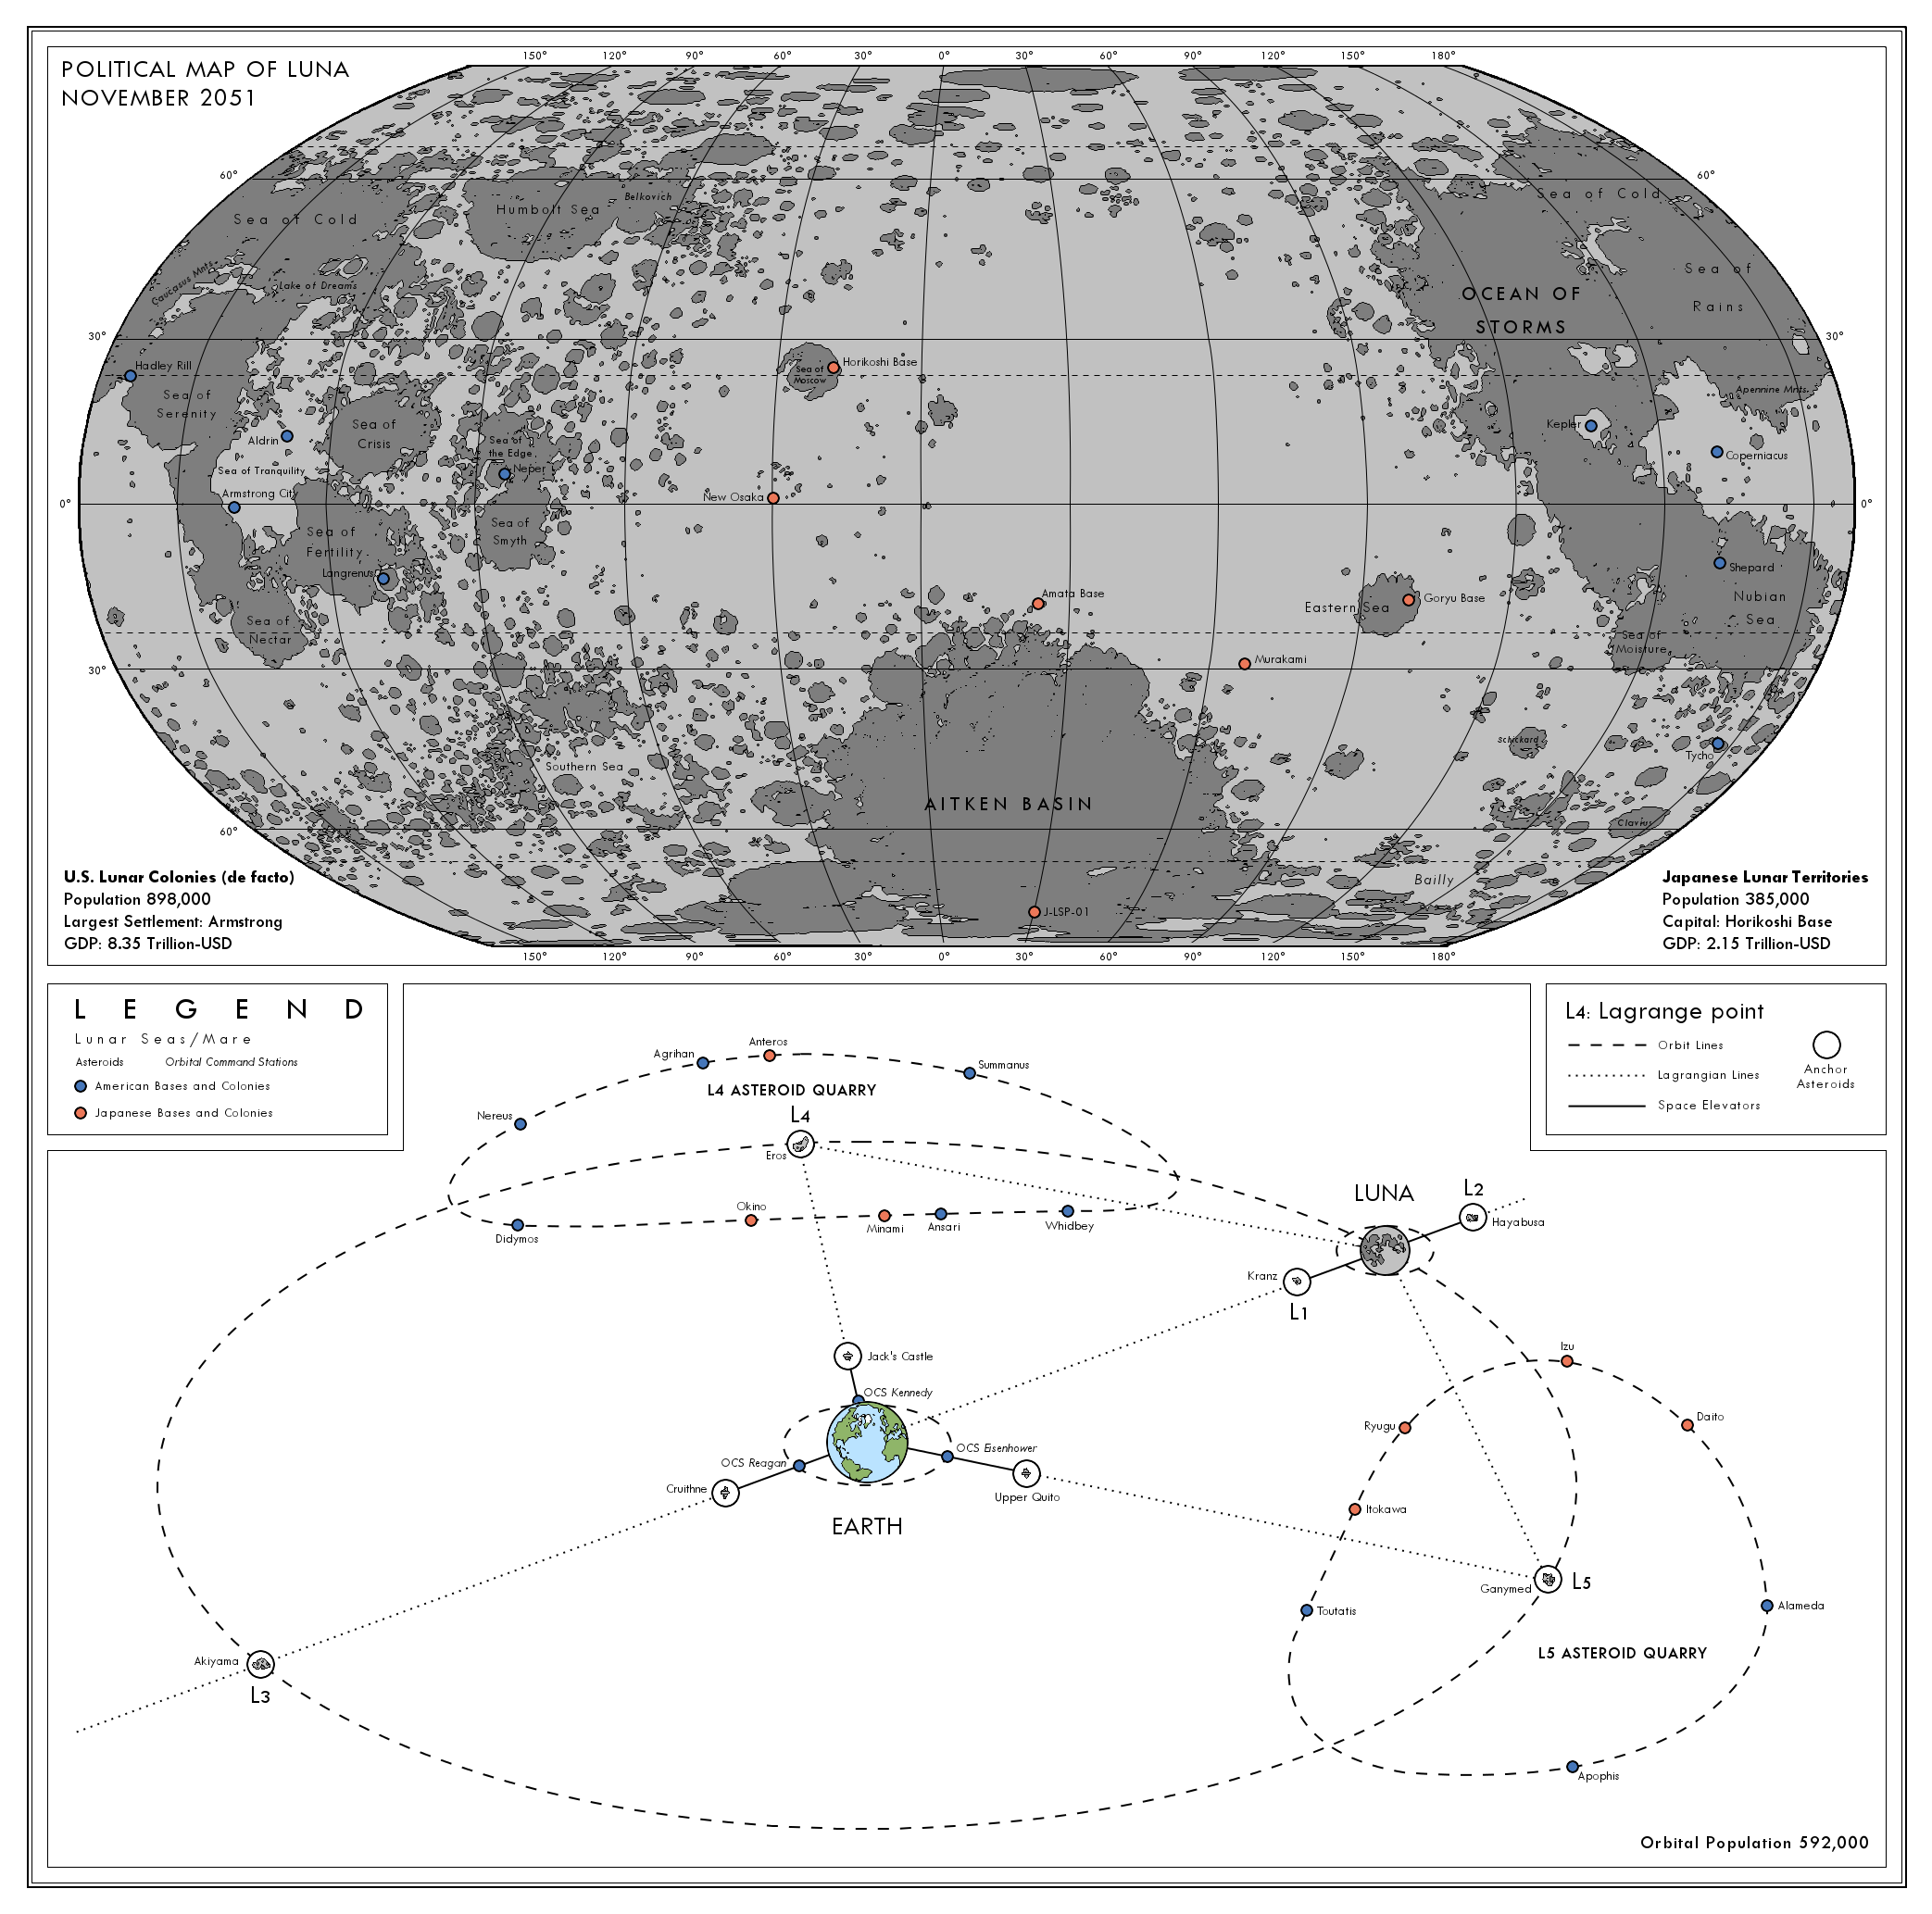 POLITICAL MAP OF LUNA
NOVEMBER 2051
150° 120° 90° 60° 30° 0° 30° 60° 90° 120° 150° 180°
60° 60°
Sea of Cold
Humbolt Sea
Belkovich
Sea of Cold
Caucasus Mnts.
Lake of Dreams
Sea of
Rains
OCEAN OF
STORMS
30° 30°
Hadley Rill
Sea of
Serenity
Sea of
Moscow
Horikoshi Base
Apennine Mnts.
Aldrin
Sea of
Crisis
Sea of
the Edge
Neper
Kepler
Coperniacus
Sea of Tranquility
Armstrong City
New Osaka
0° 0°
Sea of
Fertility
Sea of
Smyth
Langrenus
Shepard
Amata Base
Eastern Sea
Goryu Base
Nubian
Sea
Sea of
Nectar
Sea of
Moisture
Murakami
30°
Schickard
Tycho
Southern Sea
AITKEN BASIN
Clavius
60°
Bailly
J-LSP-01
U.S. Lunar Colonies (de facto)
Population 898,000
Largest Settlement: Armstrong
GDP: 8.35 Trillion-USD
Japanese Lunar Territories
Population 385,000
Capital: Horikoshi Base
GDP: 2.15 Trillion-USD
150° 120° 90° 60° 30° 0° 30° 60° 90° 120° 150° 180°
LEGEND
Lunar Seas/Mare
Asteroids Orbital Command Stations
American Bases and Colonies
Japanese Bases and Colonies
L4: Lagrange point
Orbit Lines
Lagrangian Lines
Space Elevators
Anchor
Asteroids
Agrihan
Anteros
Summanus
L4 ASTEROID QUARRY
Nereus
L4
Eros
Okino
Minami
Ansari
Whidbey
Didymos
LUNA
L2
Hayabusa
Kranz
L1
Jack's Castle
OCS Kennedy
OCS Reagan
OCS Eisenhower
Cruithne
Upper Quito
EARTH
Izu
Ryugu
Daito
Itokawa
Ganymed
L5
Toutatis
Alameda
L5 ASTEROID QUARRY
Akiyama
L3
Apophis
Orbital Population 592,000